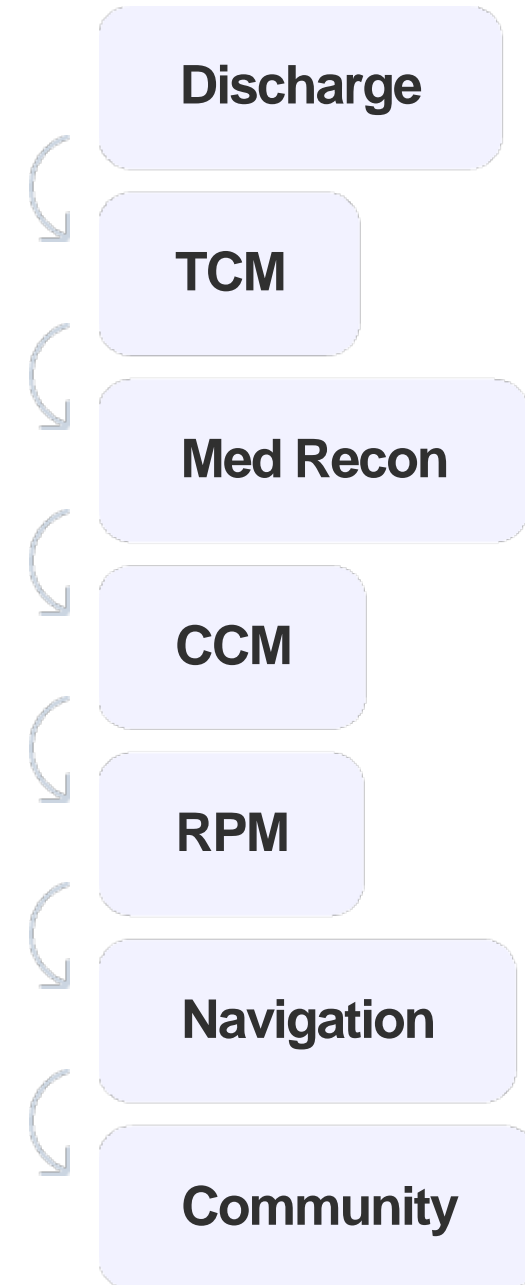 Discharge
TCM
Med Recon
CCM
RPM
Navigation
Community